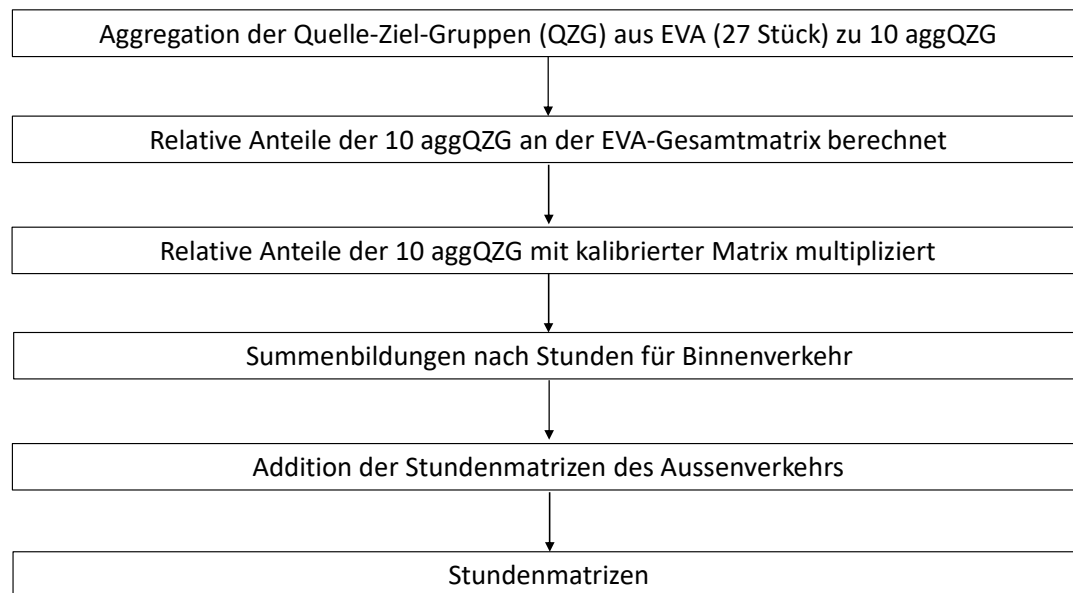 Aggregation der Quelle-Ziel-Gruppen (QZG) aus EVA (27 Stück) zu 10 aggQZG
Relative Anteile der 10 aggQZG an der EVA-Gesamtmatrix berechnet
Relative Anteile der 10 aggQZG mit kalibrierter Matrix multipliziert
Summenbildungen nach Stunden für Binnenverkehr
Addition der Stundenmatrizen des Aussenverkehrs
Stundenmatrizen